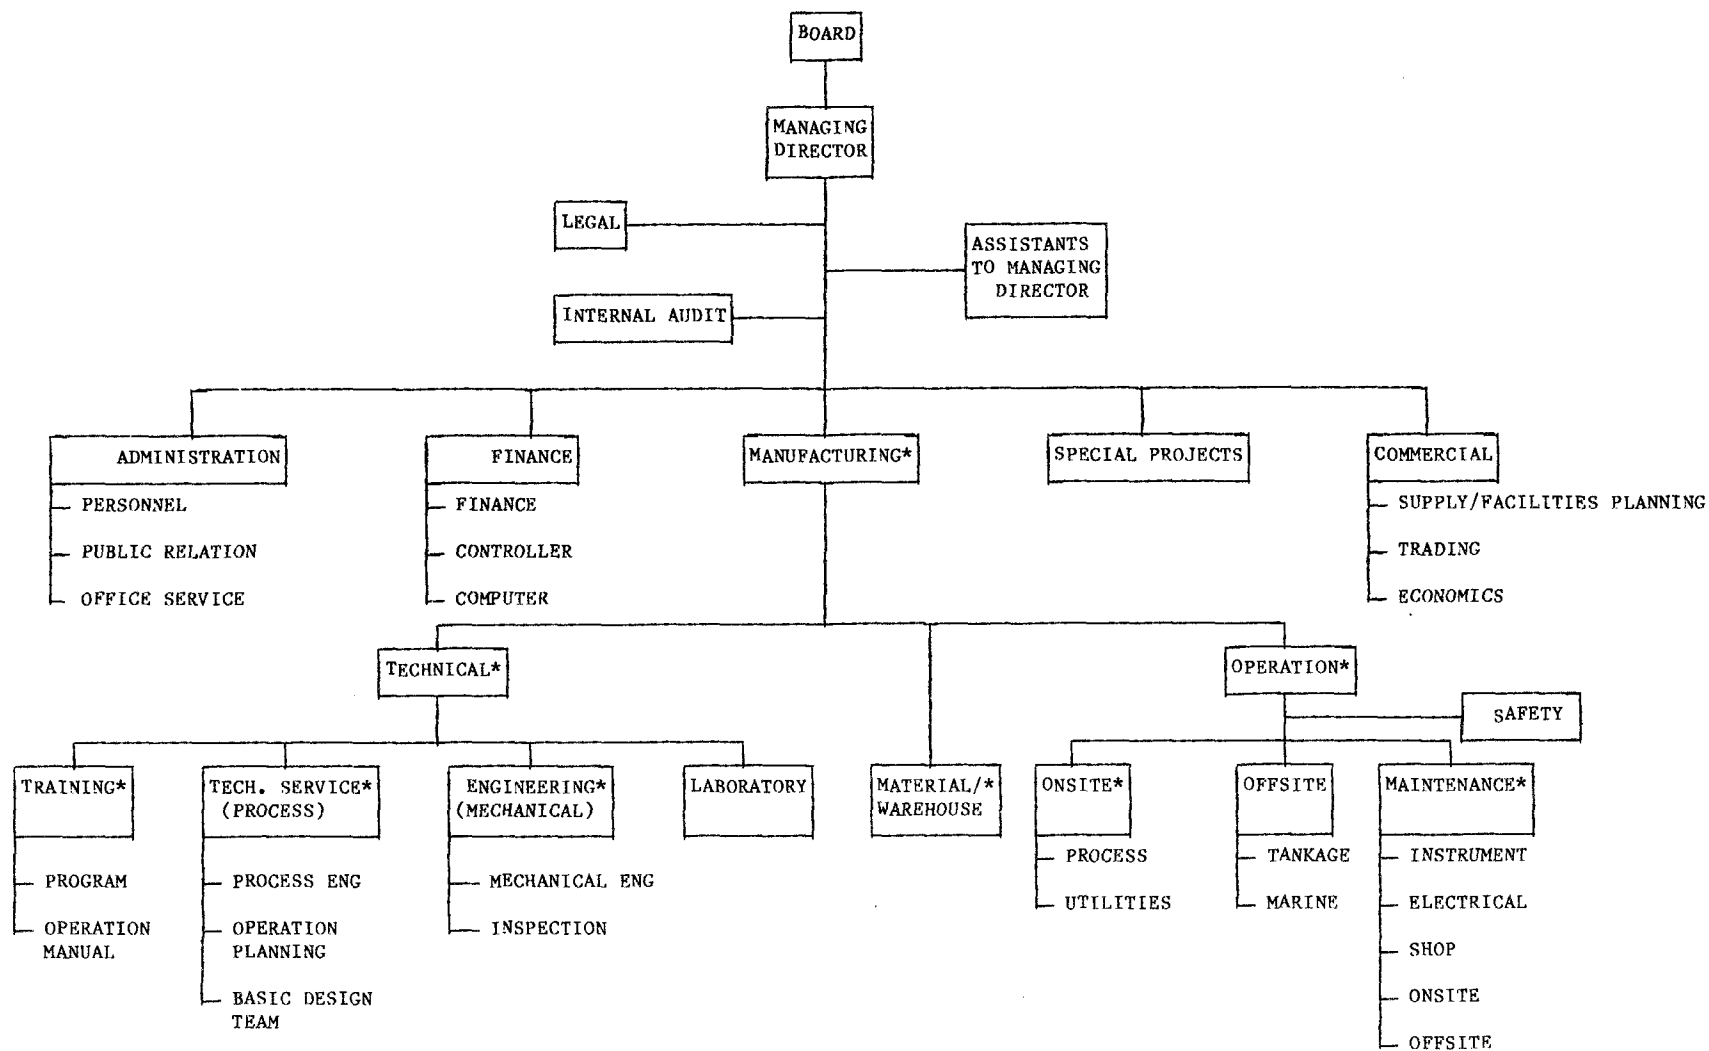 BOARD
MANAGING
DIRECTOR
LEGAL
ASSISTANTS
TO MANAGING
DIRECTOR
INTERNAL AUDIT
ADMINISTRATION
PERSONNEL
PUBLIC RELATION
OFFICE SERVICE
FINANCE
FINANCE
CONTROLLER
COMPUTER
MANUFACTURING*
SPECIAL PROJECTS
COMMERCIAL
SUPPLY/FACILITIES PLANNING
TRADING
ECONOMICS
TECHNICAL*
OPERATION*
SAFETY
TRAINING*
PROGRAM
OPERATION
MANUAL
TECH. SERVICE*
(PROCESS)
PROCESS ENG
OPERATION
PLANNING
BASIC DESIGN
TEAM
ENGINEERING*
(MECHANICAL)
MECHANICAL ENG
INSPECTION
LABORATORY
MATERIAL/*
WAREHOUSE
ONSITE*
PROCESS
UTILITIES
OFFSITE
TANKAGE
MARINE
MAINTENANCE*
INSTRUMENT
ELECTRICAL
SHOP
ONSITE
OFFSITE